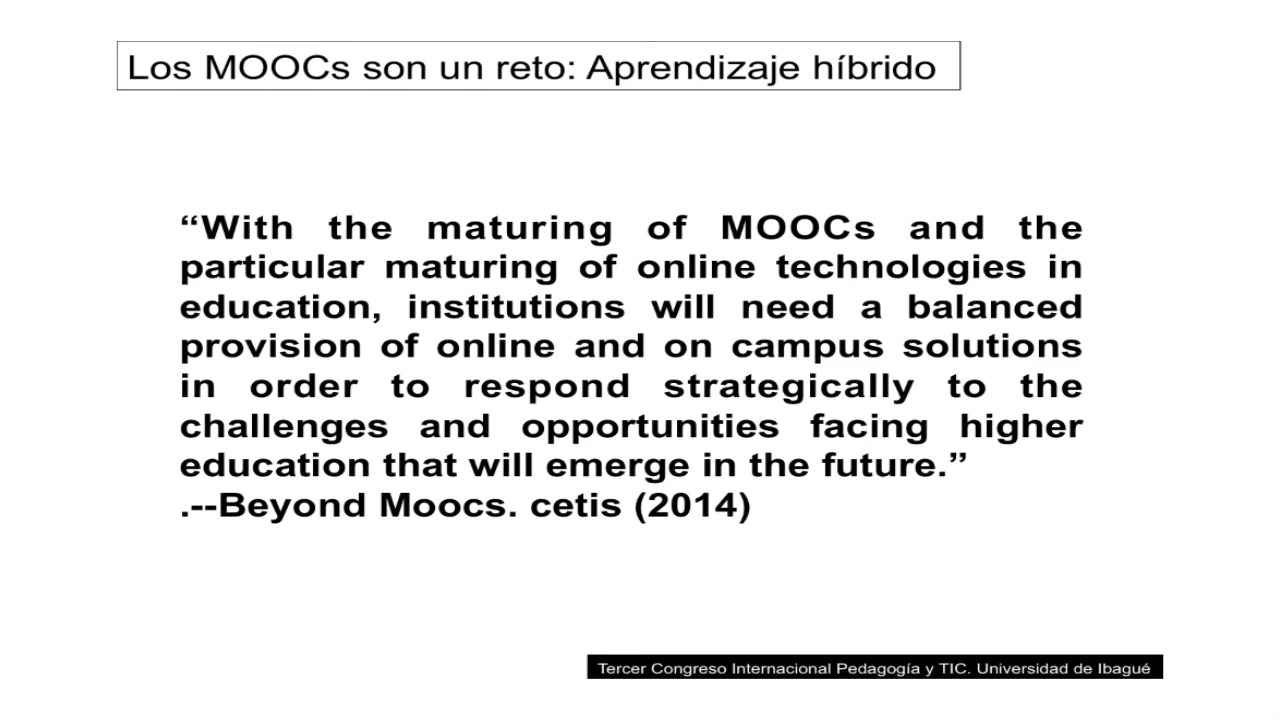 Los MOOCs son un reto: Aprendizaje híbrido
“With the maturing of MOOCs and the
particular maturing of online technologies in
education, institutions will need a balanced
provision of online and on campus solutions
in order to respond strategically to the
challenges and opportunities facing higher
education that will emerge in the future.”
.--Beyond Moocs. cetis (2014)
Tercer Congreso Internacional Pedagogía y TIC. Universidad de Ibagué